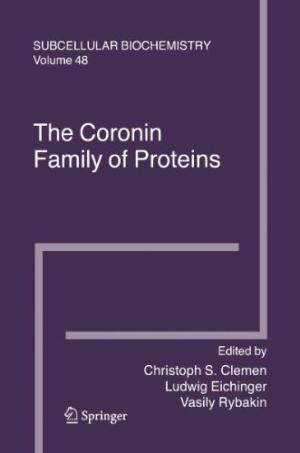 SUBCELLULAR BIOCHEMISTRY
Volume 48
The Coronin
Family of Proteins
Edited by
Christoph S. Clemen
Ludwig Eichinger
Vasily Rybakin
Springer